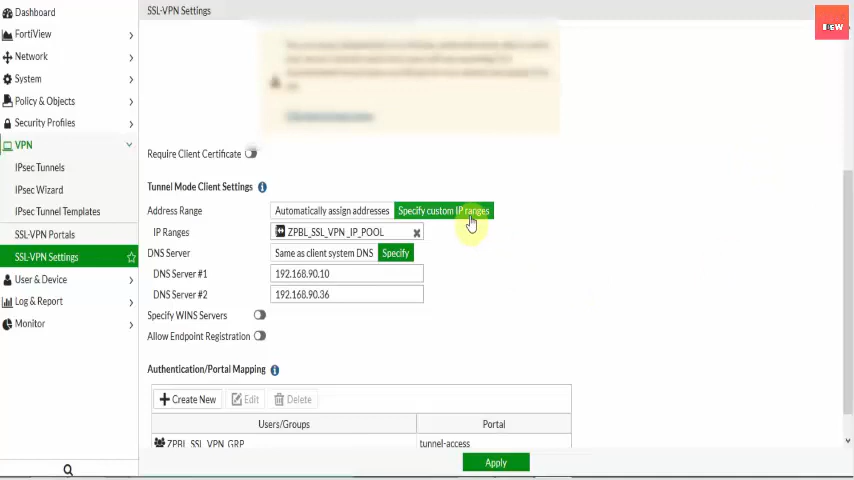 Dashboard
SSL-VPN Settings
FortiView
Network
System
Policy & Objects
Security Profiles
VPN
IPsec Tunnels
IPsec Wizard
IPsec Tunnel Templates
SSL-VPN Portals
SSL-VPN Settings
User & Device
Log & Report
Monitor
Require Client Certificate
Tunnel Mode Client Settings
Address Range Automatically assign addresses Specify custom IP ranges
IP Ranges ZPBL_SSL_VPN_IP_POOL
DNS Server Same as client system DNS Specify
DNS Server #1 192.168.90.10
DNS Server #2 192.168.90.36
Specify WINS Servers
Allow Endpoint Registration
Authentication/Portal Mapping
Create New Edit Delete
Users/Groups Portal
ZPBL_SSL_VPN_GRP tunnel-access
Apply